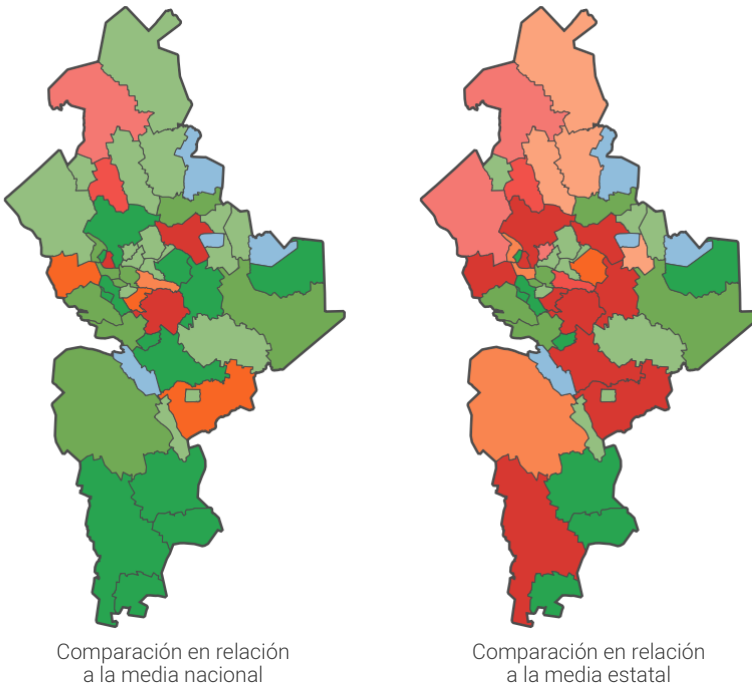 Comparación en relación
a la media nacional
Comparación en relación
a la media estatal